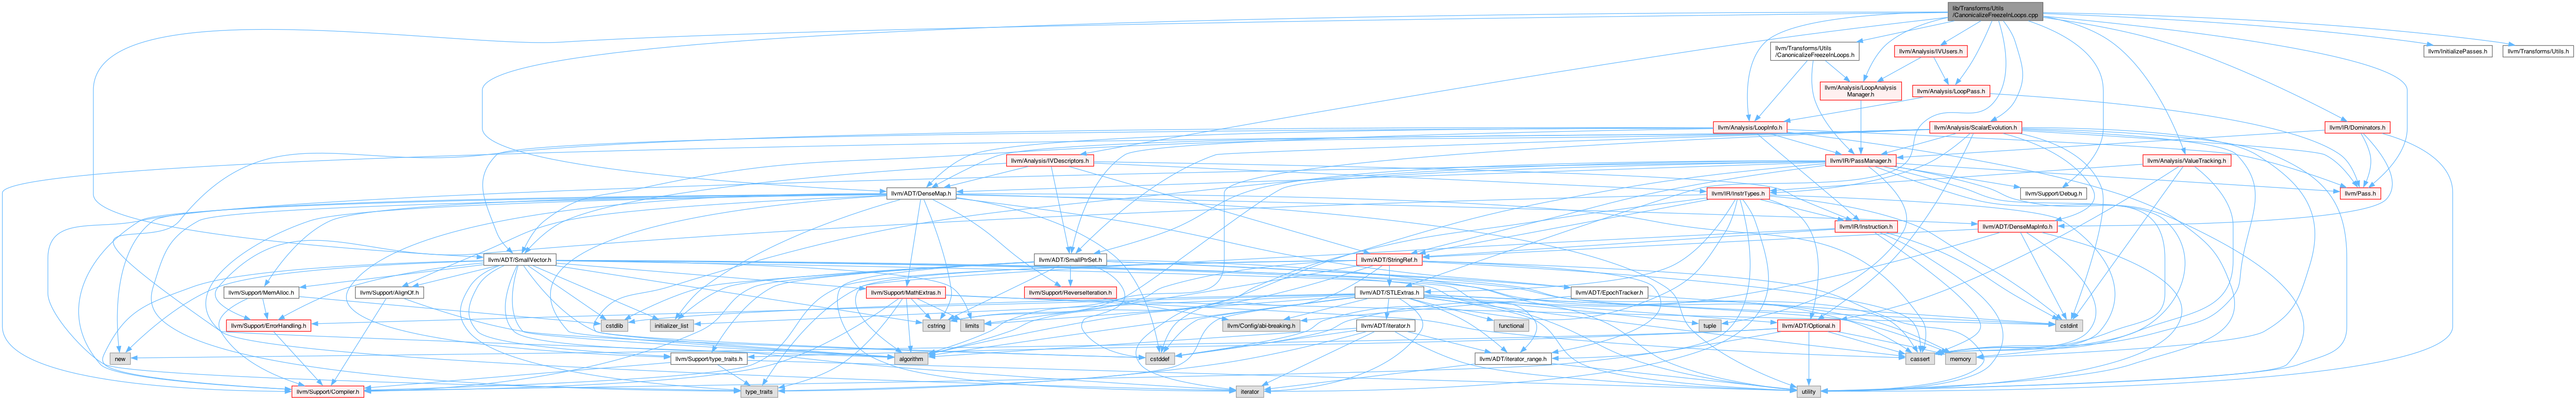 lib/Transforms/Utils
/CanonicalizeFreezeInLoops.cpp
llvm/Transforms/Utils
/CanonicalizeFreezeInLoops.h
llvm/Analysis/IVUsers.h
llvm/InitializePasses.h
llvm/Transforms/Utils.h
llvm/Analysis/LoopAnalysis
Manager.h
llvm/Analysis/LoopPass.h
llvm/Analysis/LoopInfo.h
llvm/Analysis/ScalarEvolution.h
llvm/IR/Dominators.h
llvm/Analysis/IVDescriptors.h
llvm/IR/PassManager.h
llvm/Analysis/ValueTracking.h
llvm/ADT/DenseMap.h
llvm/IR/InstrTypes.h
llvm/Support/Debug.h
llvm/Pass.h
llvm/IR/Instruction.h
llvm/ADT/DenseMapInfo.h
llvm/ADT/SmallVector.h
llvm/ADT/SmallPtrSet.h
llvm/ADT/StringRef.h
llvm/Support/MemAlloc.h
llvm/Support/AlignOf.h
llvm/Support/MathExtras.h
llvm/Support/ReverseIteration.h
llvm/ADT/STLExtras.h
llvm/ADT/EpochTracker.h
llvm/Support/ErrorHandling.h
cstdlib
initializer_list
cstring
limits
llvm/Config/abi-breaking.h
llvm/ADT/iterator.h
functional
tuple
llvm/ADT/Optional.h
cstdint
new
llvm/Support/type_traits.h
algorithm
cstddef
llvm/ADT/iterator_range.h
cassert
memory
llvm/Support/Compiler.h
type_traits
iterator
utility